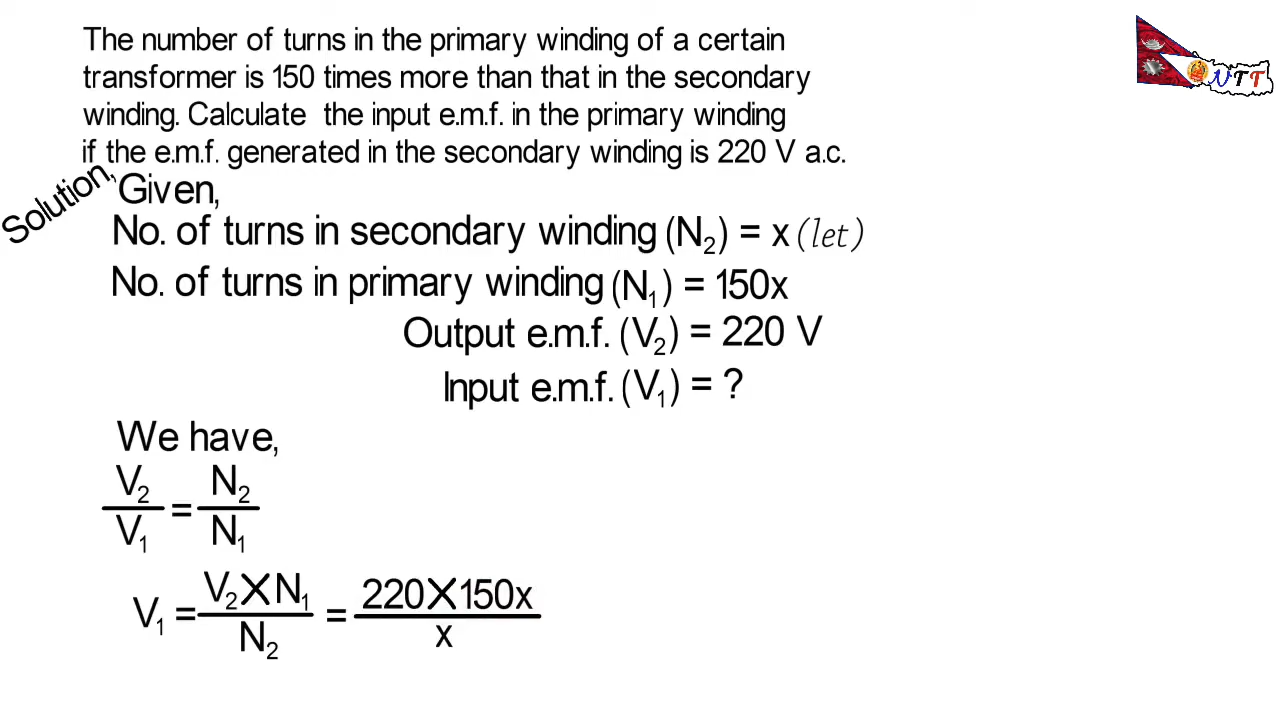 The number of turns in the primary winding of a certain
transformer is 150 times more than that in the secondary
winding. Calculate the input e.m.f. in the primary winding
if the e.m.f. generated in the secondary winding is 220 V a.c.
Solution,
Given,
No. of turns in secondary winding (N₂) = x (let)
No. of turns in primary winding (N₁) = 150x
Output e.m.f. (V₂) = 220 V
Input e.m.f. (V₁) = ?
We have,
V₂/V₁ = N₂/N₁
V₁ = V₂×N₁/N₂ = 220×150x/x
NTT